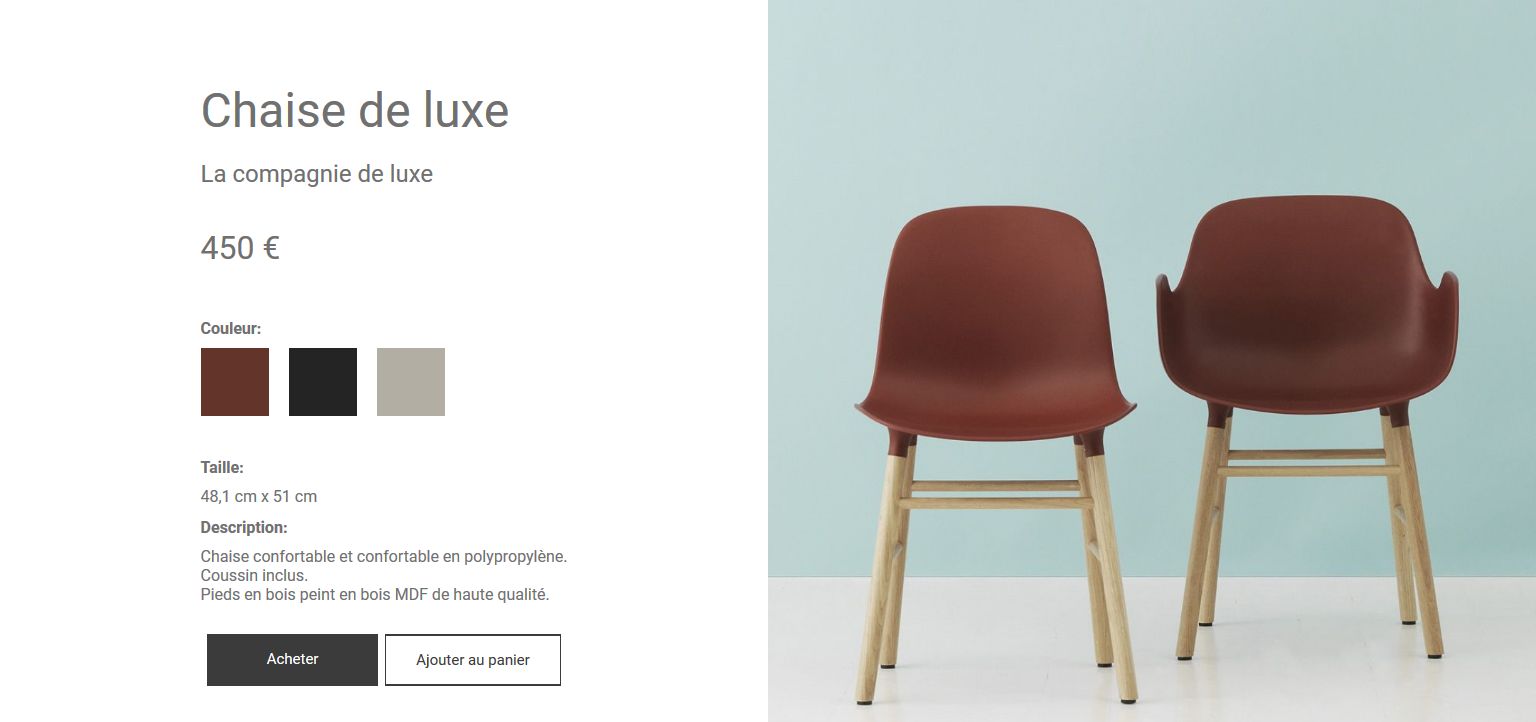 Chaise de luxe
La compagnie de luxe
450 €
Couleur:
Taille:
48,1 cm x 51 cm
Description:
Chaise confortable et confortable en polypropylène.
Coussin inclus.
Pieds en bois peint en bois MDF de haute qualité.
Acheter
Ajouter au panier